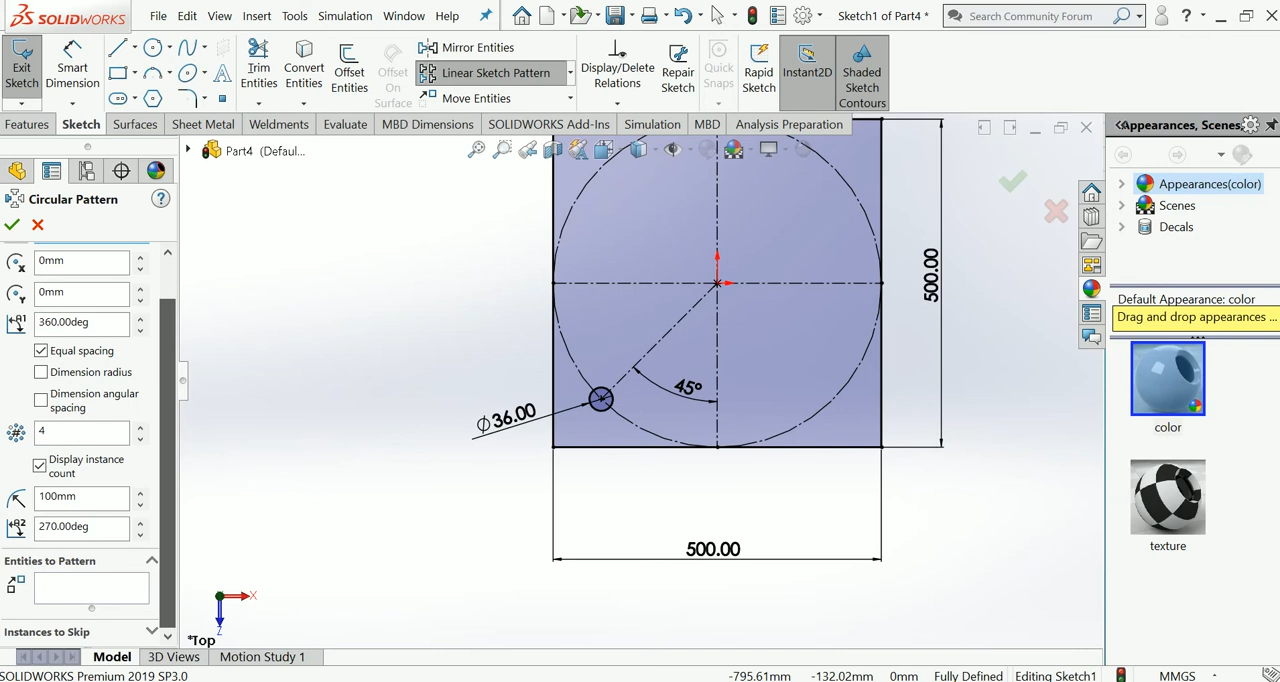 SOLIDWORKS File Edit View Insert Tools Simulation Window Help Sketch1 of Part4 * Search Community Forum ?
Exit Sketch
Smart Dimension
Trim Entities
Convert Entities
Offset Entities
Offset On Surface
Mirror Entities
Linear Sketch Pattern
Move Entities
Display/Delete Relations
Repair Sketch
Quick Snaps
Rapid Sketch
Instant2D
Shaded Sketch Contours
Features Sketch Surfaces Sheet Metal Weldments Evaluate MBD Dimensions SOLIDWORKS Add-Ins Simulation MBD Analysis Preparation
Part4 (Defaul...
Circular Pattern
0mm
0mm
360.00deg
Equal spacing
Dimension radius
Dimension angular
spacing
4
Display instance
count
100mm
270.00deg
Entities to Pattern
Instances to Skip
500.00
45°
⌀36.00
500.00
X
Z
*Top
Appearances, Scenes,
Appearances(color)
Scenes
Decals
Default Appearance: color
Drag and drop appearances ...
color
texture
Model 3D Views Motion Study 1
SOLIDWORKS Premium 2019 SP3.0 -795.61mm -132.02mm 0mm Fully Defined Editing Sketch1 MMGS -